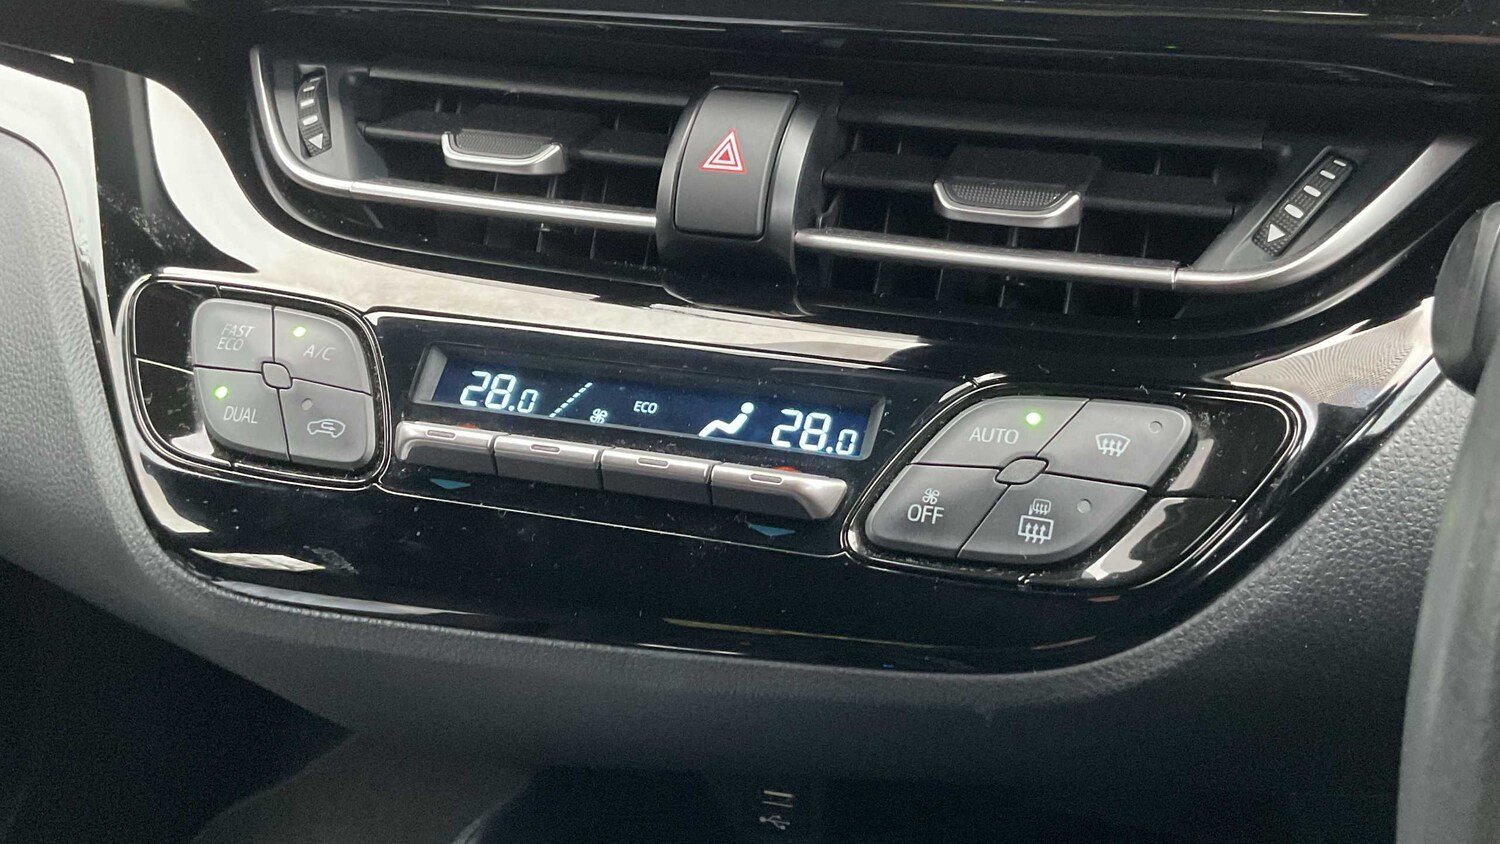 FAST
ECO
A/C
DUAL
28.0
ECO
28.0
AUTO
OFF